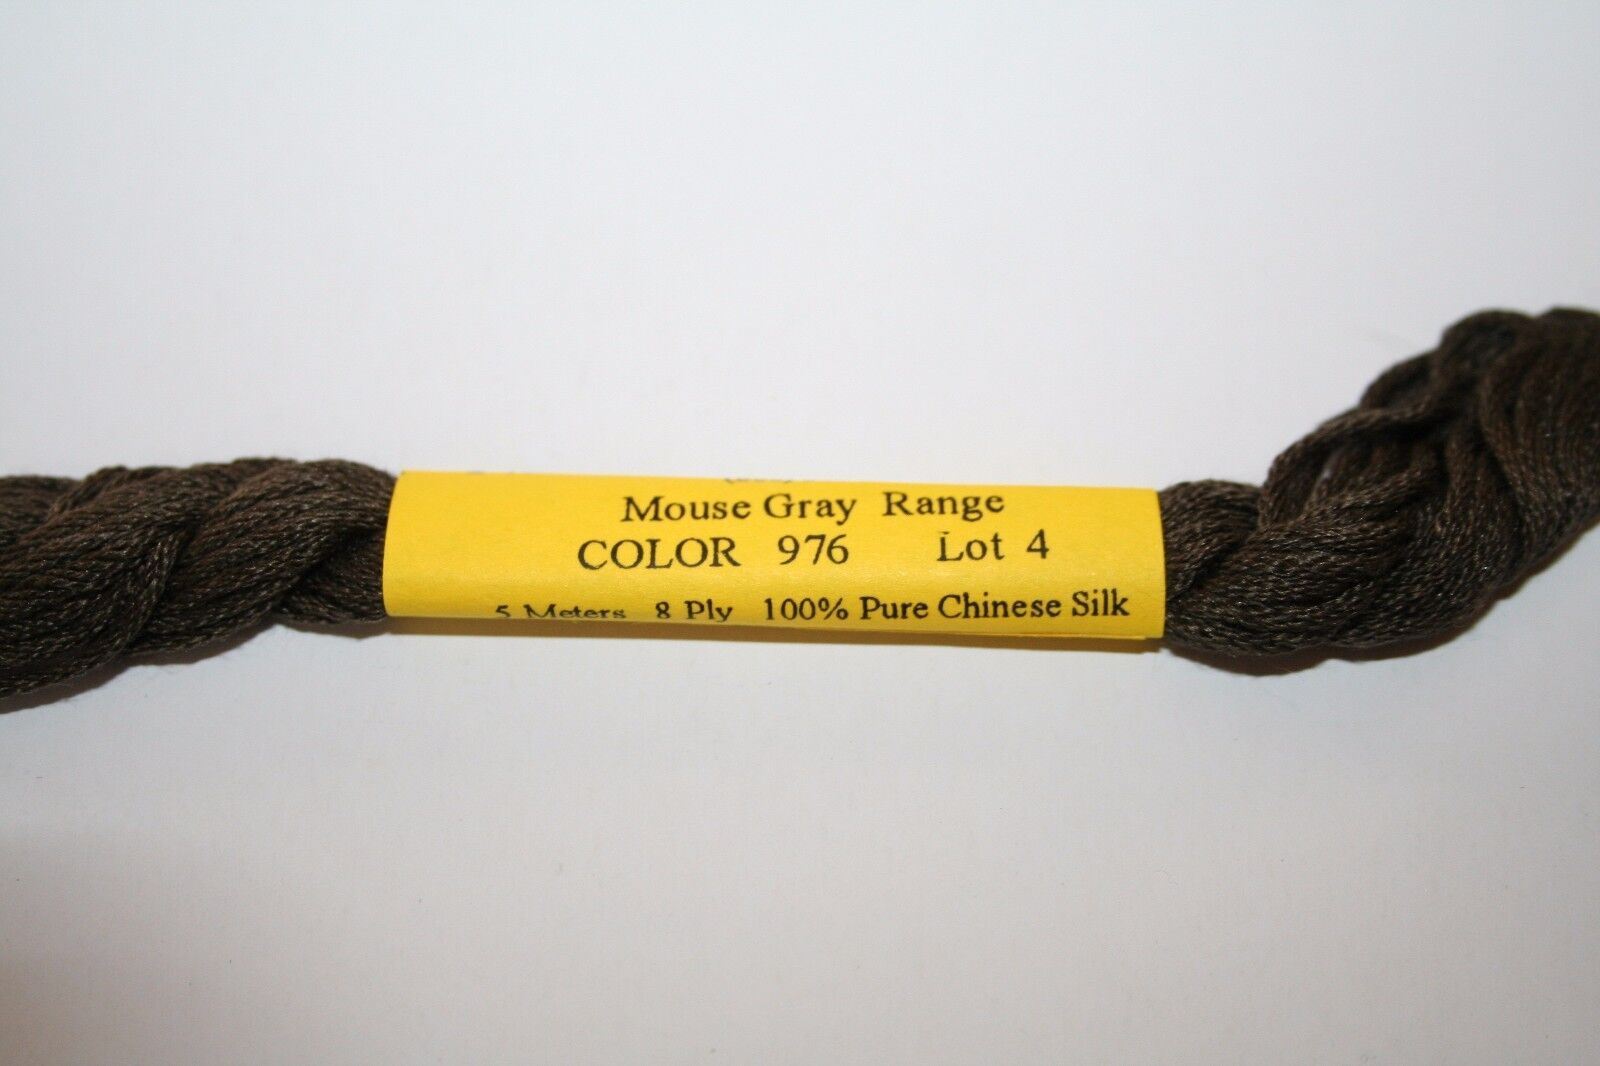 Mouse Gray Range
COLOR 976 Lot 4
5 Meters 8 Ply 100% Pure Chinese Silk